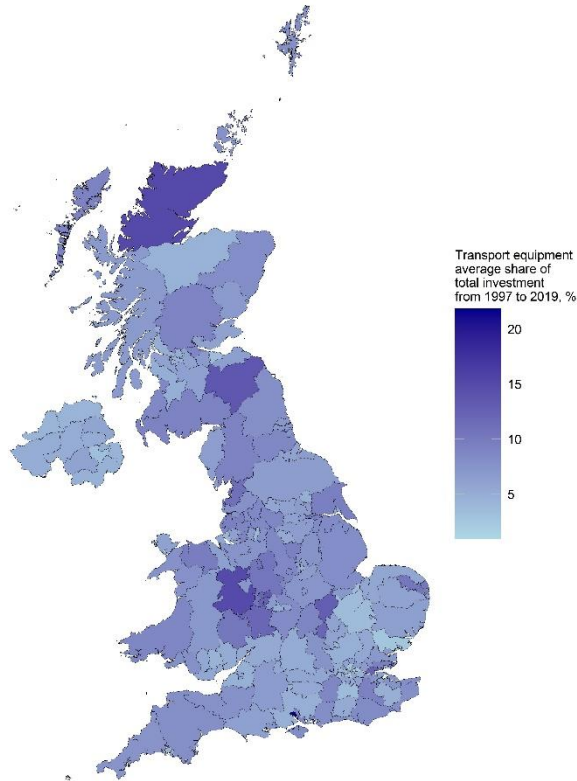 Transport equipment
average share of
total investment
from 1997 to 2019, %
20
15
10
5